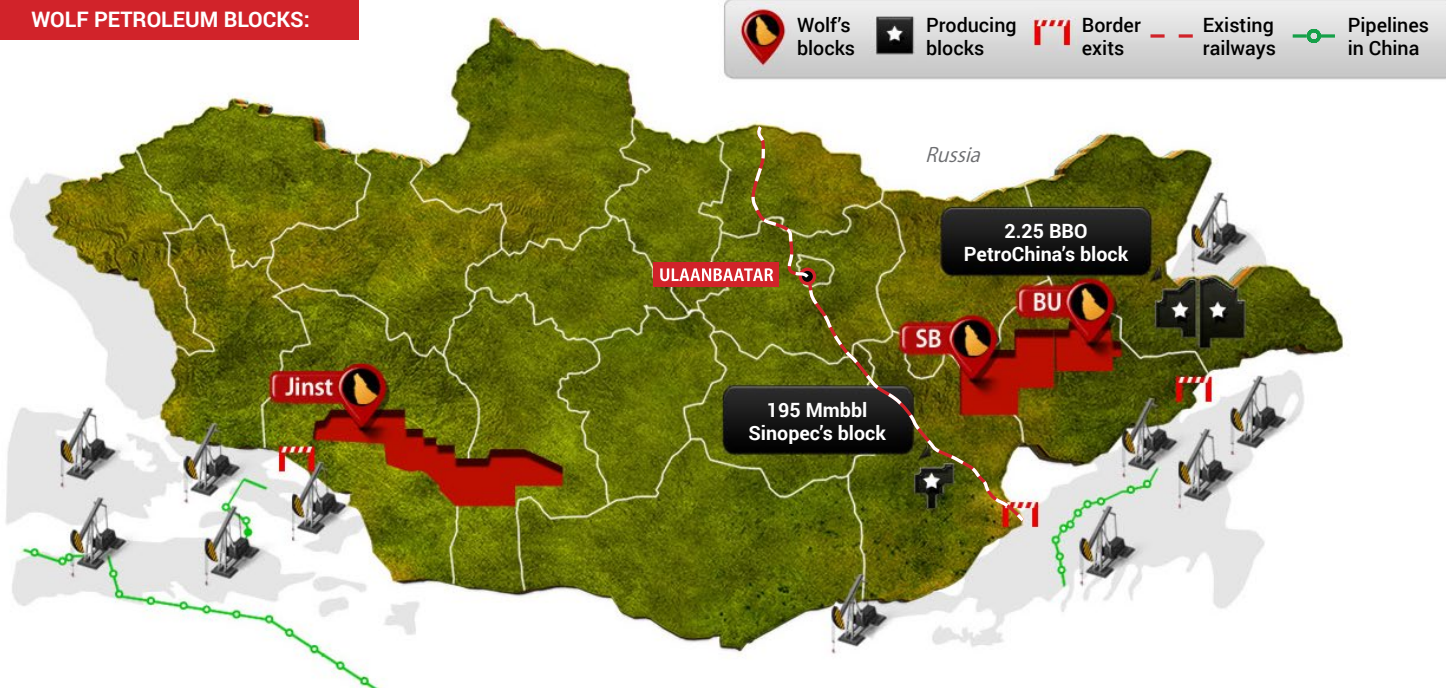 WOLF PETROLEUM BLOCKS:
Wolf's
blocks
Producing
blocks
Border
exits
Existing
railways
Pipelines
in China
Russia
2.25 BBO
PetroChina's block
ULAANBAATAR
BU
SB
Jinst
195 Mmbbl
Sinopec's block